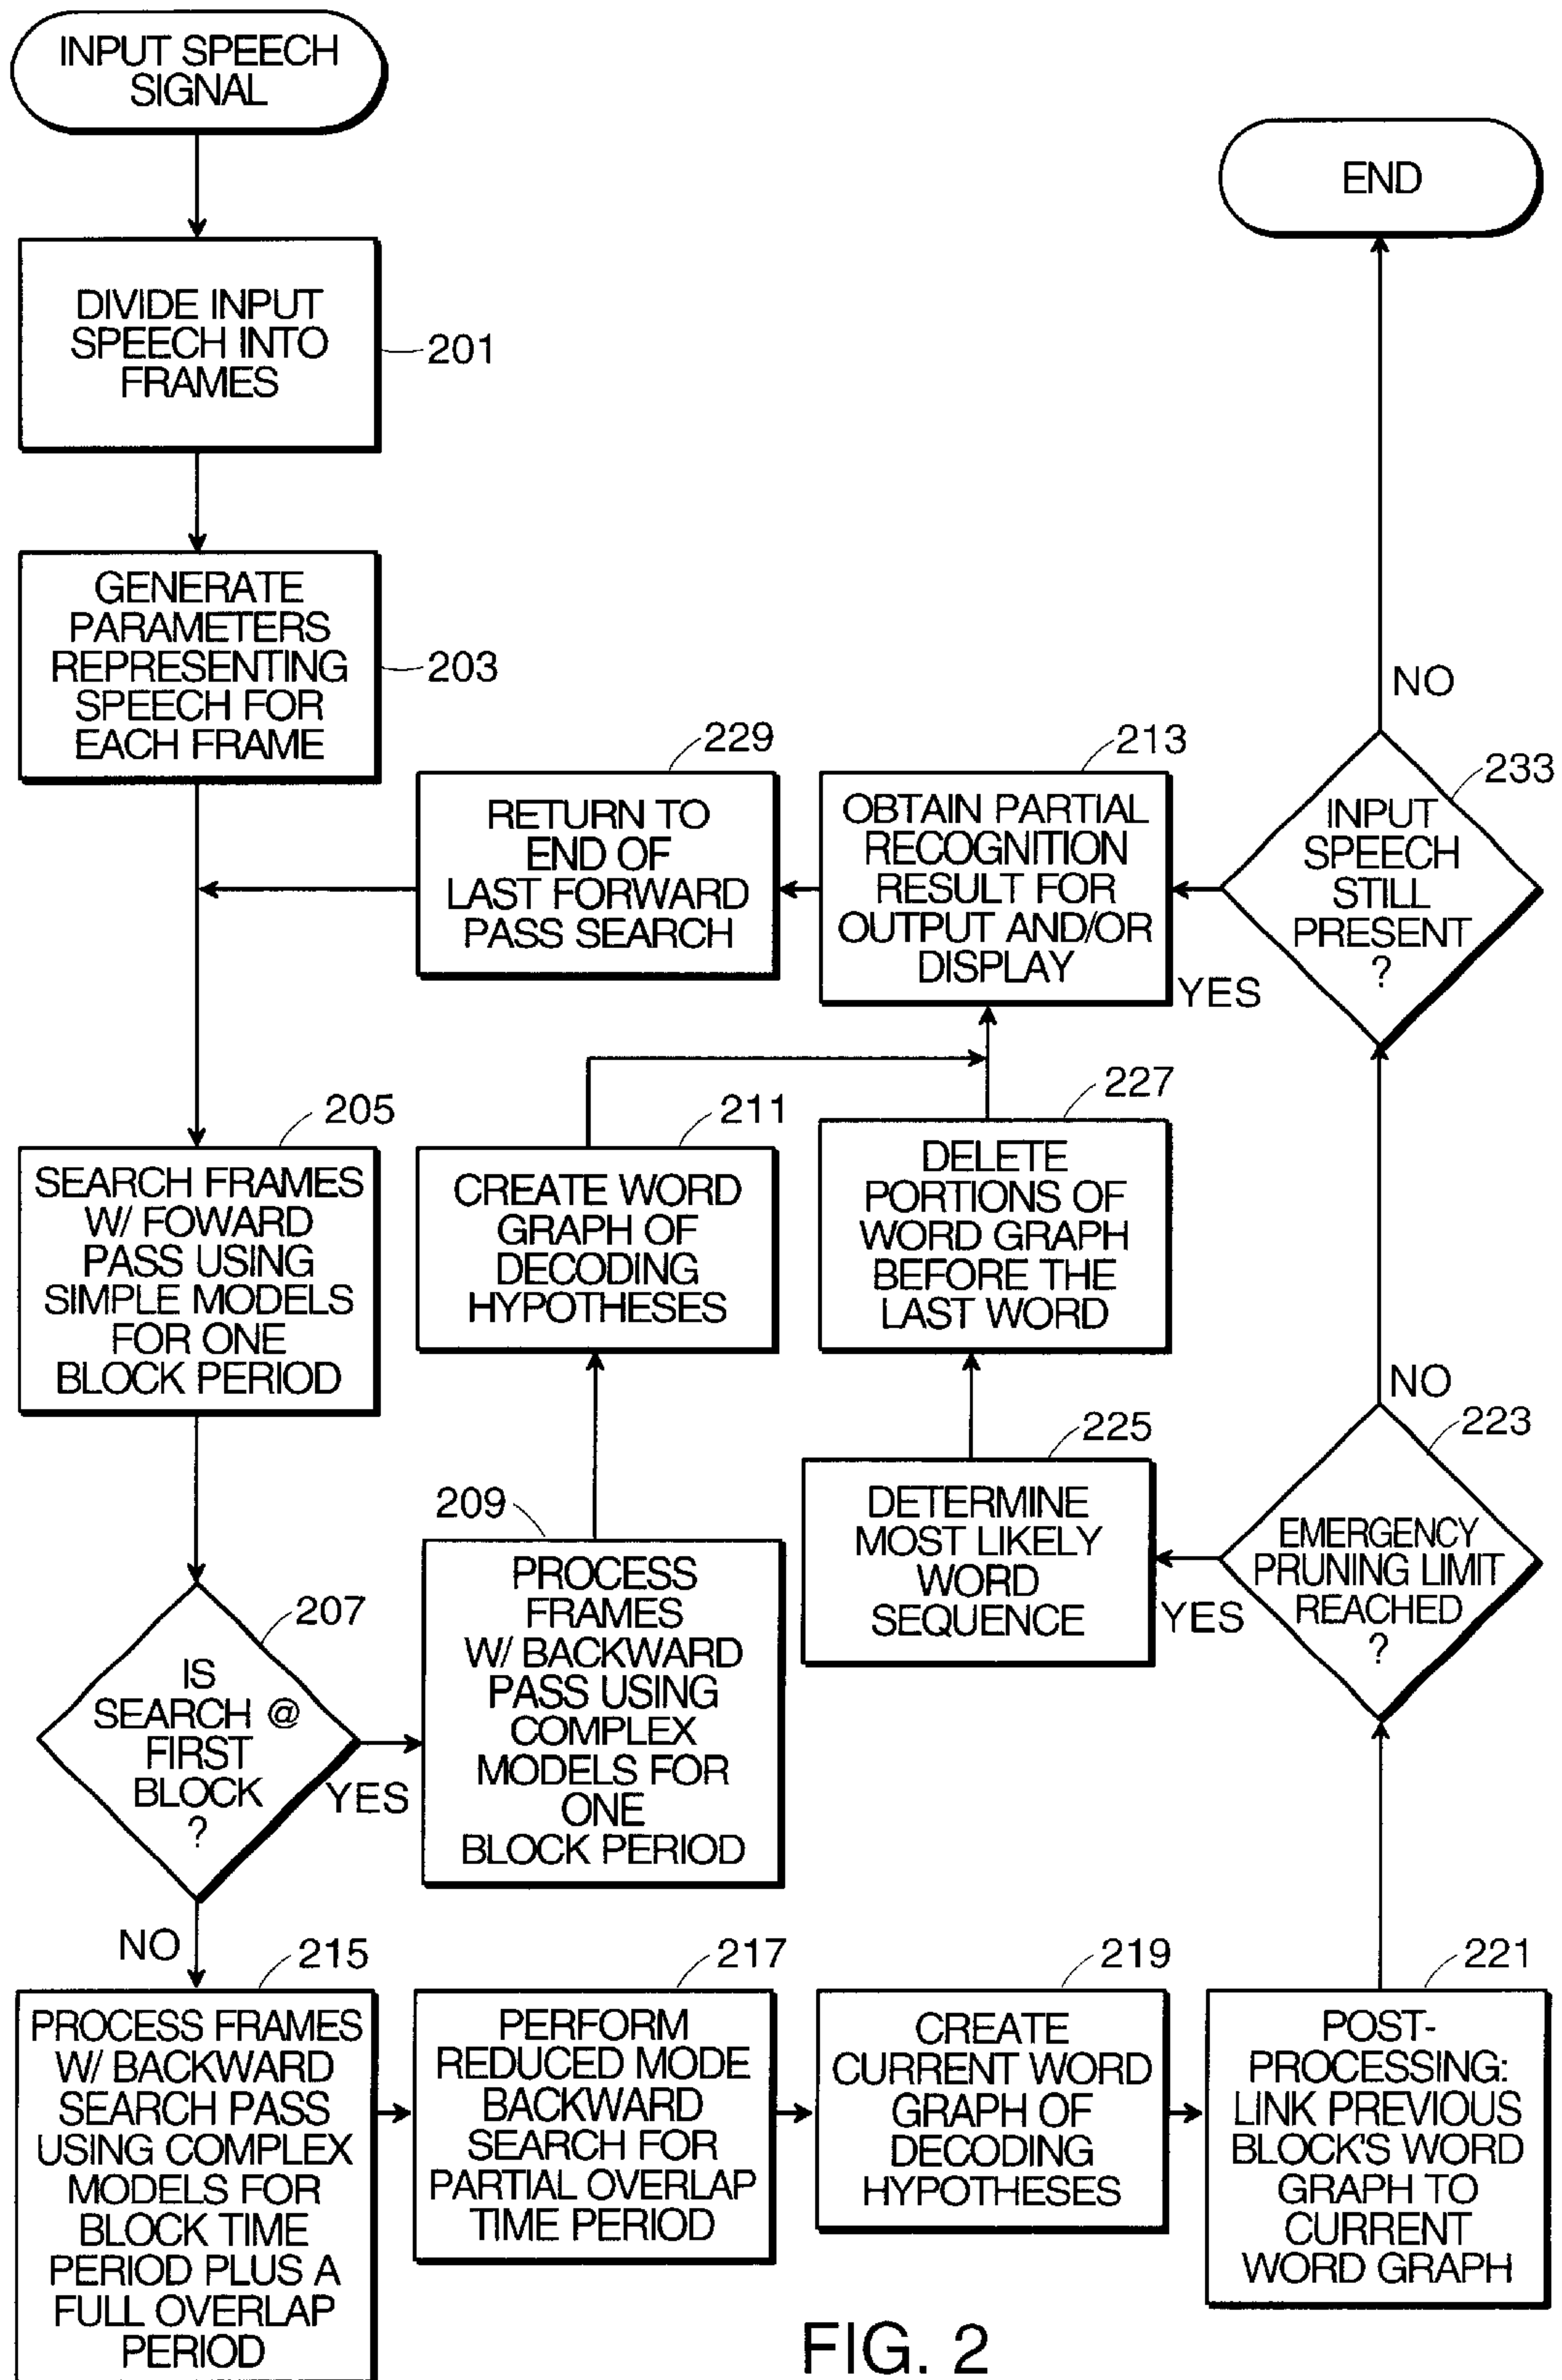 INPUT SPEECH
SIGNAL
END
DIVIDE INPUT
SPEECH INTO
FRAMES
201
GENERATE
PARAMETERS
REPRESENTING
SPEECH FOR
EACH FRAME
203
229
RETURN TO
END OF
LAST FORWARD
PASS SEARCH
213
OBTAIN PARTIAL
RECOGNITION
RESULT FOR
OUTPUT AND/OR
DISPLAY
NO
233
INPUT
SPEECH
STILL
PRESENT
?
YES
205
SEARCH FRAMES
W/ FOWARD
PASS USING
SIMPLE MODELS
FOR ONE
BLOCK PERIOD
211
CREATE WORD
GRAPH OF
DECODING
HYPOTHESES
227
DELETE
PORTIONS OF
WORD GRAPH
BEFORE THE
LAST WORD
NO
223
EMERGENCY
PRUNING LIMIT
REACHED
?
YES
225
DETERMINE
MOST LIKELY
WORD
SEQUENCE
207
IS
SEARCH @
FIRST
BLOCK
?
YES
209
PROCESS
FRAMES
W/ BACKWARD
PASS USING
COMPLEX
MODELS FOR
ONE
BLOCK PERIOD
NO
215
PROCESS FRAMES
W/ BACKWARD
SEARCH PASS
USING COMPLEX
MODELS FOR
BLOCK TIME
PERIOD PLUS A
FULL OVERLAP
PERIOD
217
PERFORM
REDUCED MODE
BACKWARD
SEARCH FOR
PARTIAL OVERLAP
TIME PERIOD
219
CREATE
CURRENT WORD
GRAPH OF
DECODING
HYPOTHESES
221
POST-
PROCESSING:
LINK PREVIOUS
BLOCK'S WORD
GRAPH TO
CURRENT
WORD GRAPH
FIG. 2